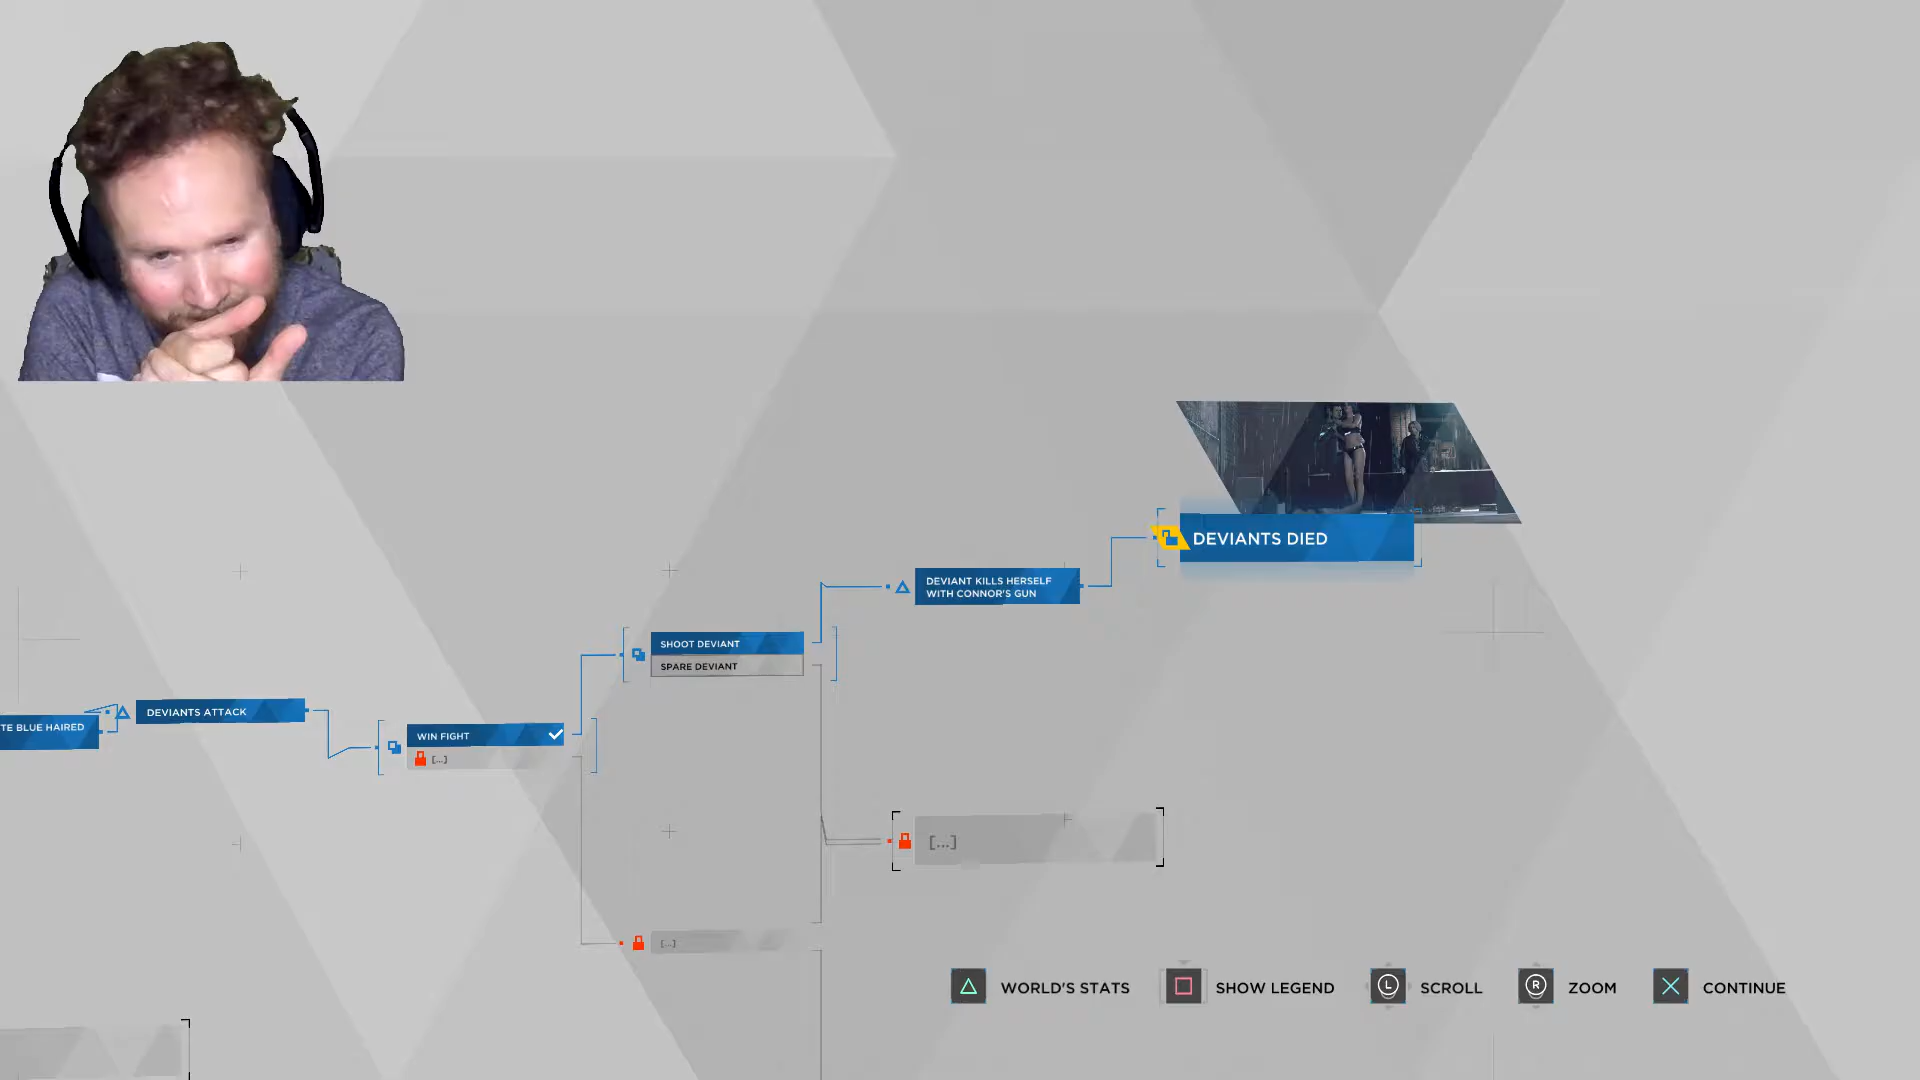 DEVIANTS DIED
DEVIANT KILLS HERSELF
WITH CONNOR'S GUN
SHOOT DEVIANT
SPARE DEVIANT
DEVIANTS ATTACK
TE BLUE HAIRED
WIN FIGHT
[...]
[...]
[...]
WORLD'S STATS
SHOW LEGEND
L
SCROLL
R
ZOOM
CONTINUE